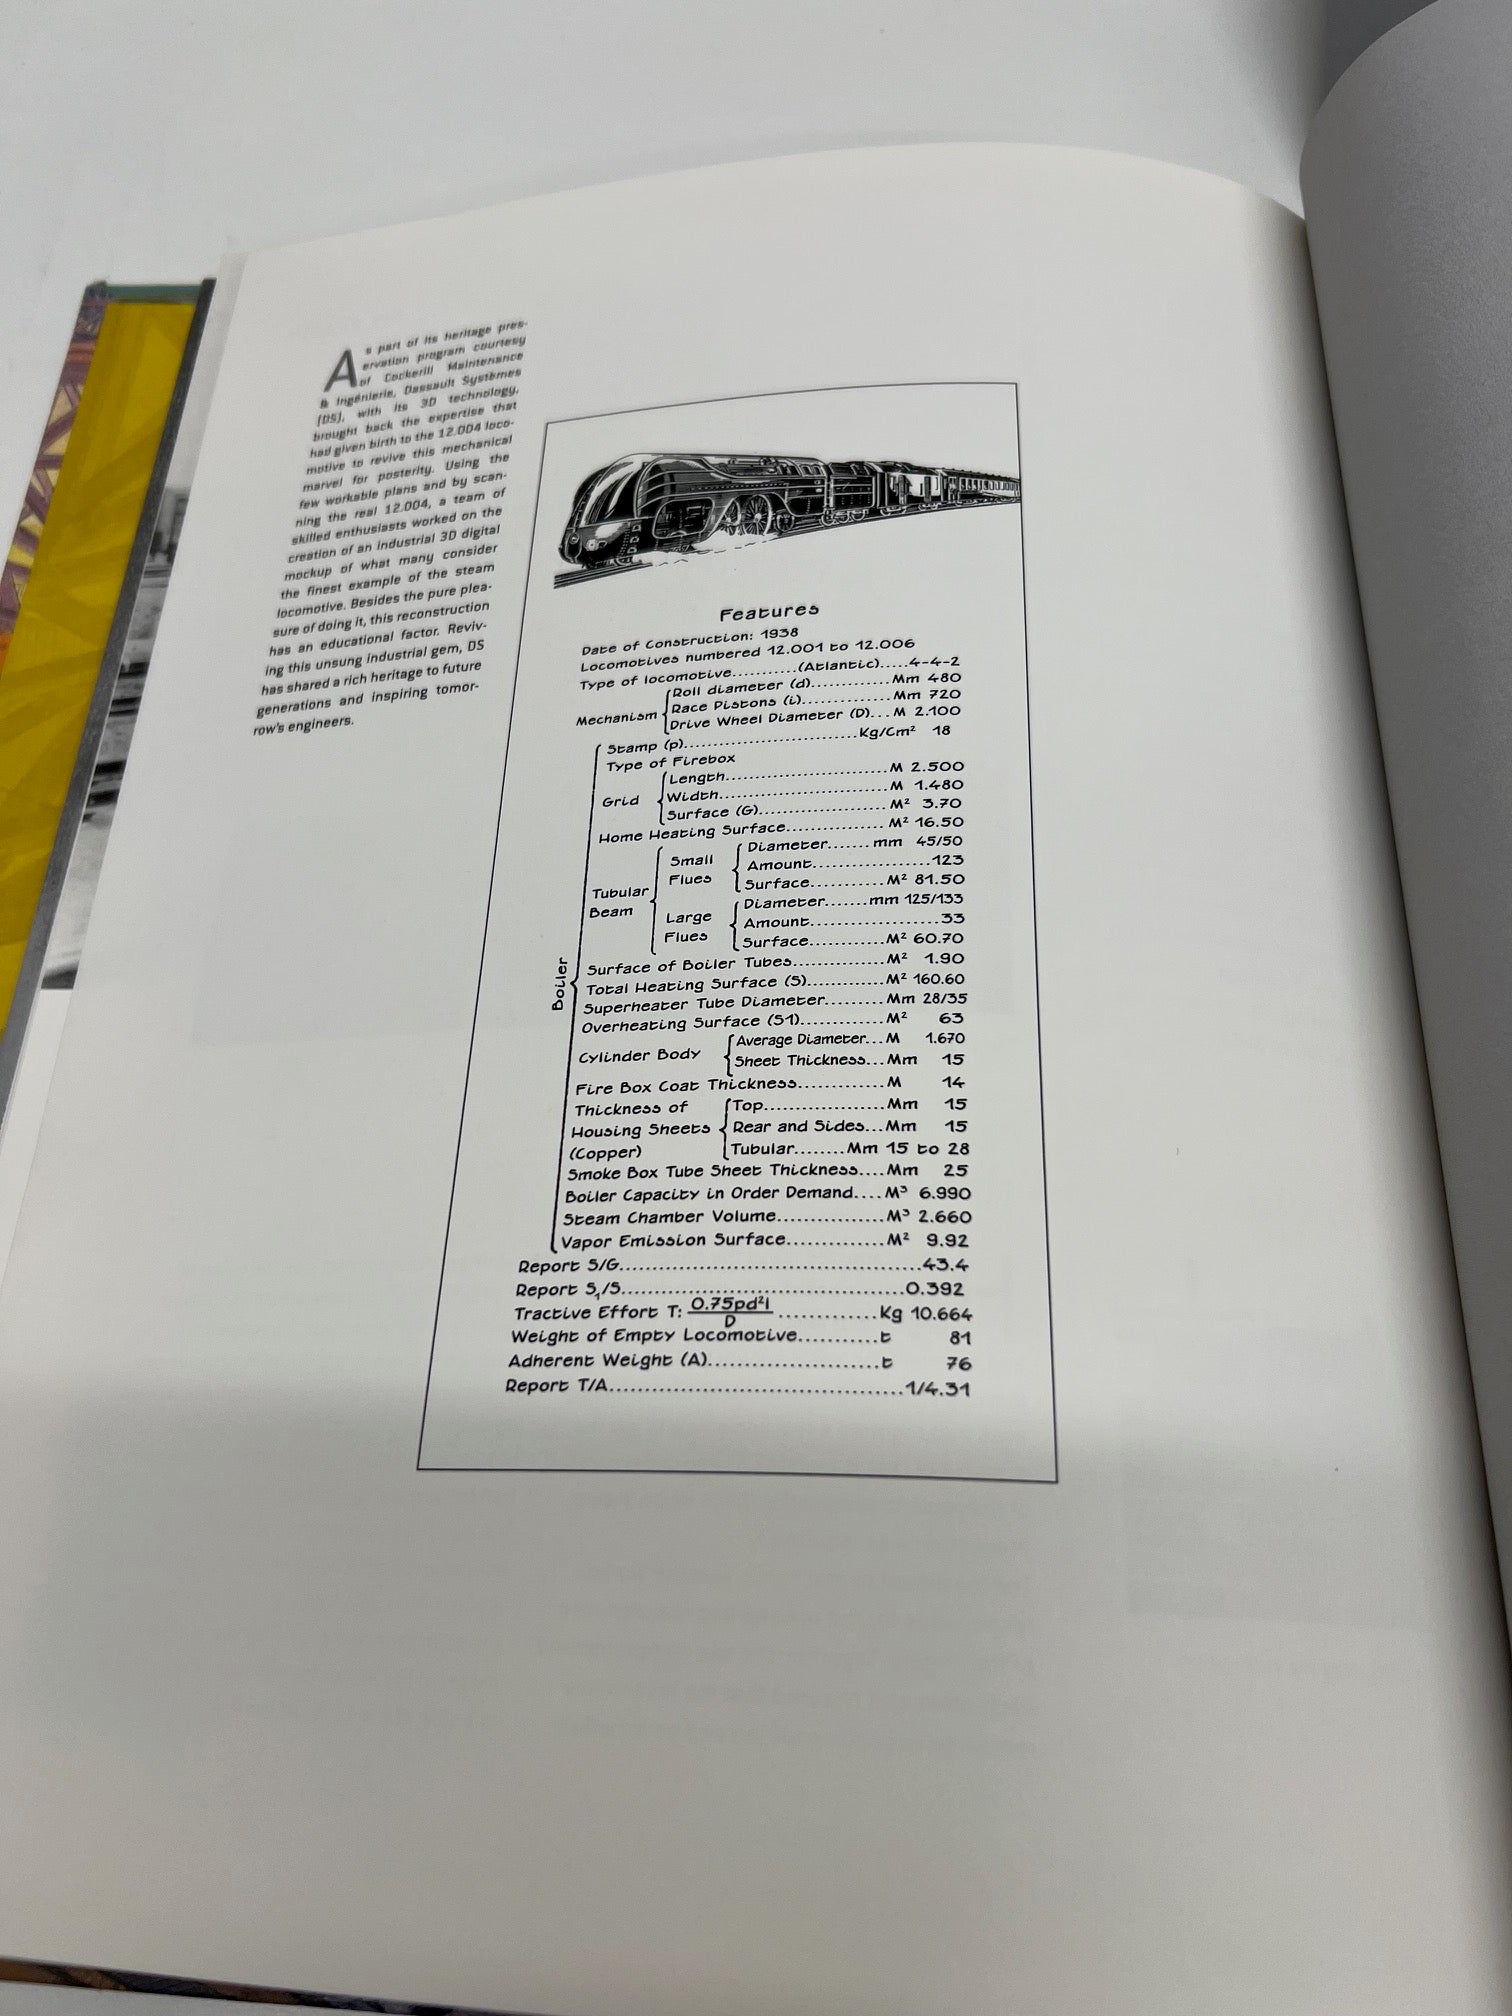 As part of its heritage pres-
ervation program courtesy
of Cockerill Maintenance
& Ingénierie, Dassault Systèmes
(DS), with its 3D technology,
brought back the expertise that
had given birth to the 12.004 loco-
motive to revive this mechanical
marvel for posterity. Using the
few workable plans and by scan-
ning the real 12.004, a team of
skilled enthusiasts worked on the
creation of an industrial 3D digital
mockup of what many consider
the finest example of the steam
locomotive. Besides the pure plea-
sure of doing it, this reconstruction
has an educational factor. Reviv-
ing this unsung industrial gem, DS
has shared a rich heritage to future
generations and inspiring tomor-
row's engineers.
Features
Date of Construction: 1938
Locomotives numbered 12.001 to 12.006
Type of locomotive..........(Atlantic).....4-4-2
Mechanism
Roll diameter (d)............Mm 480
Race Pistons (i)..............Mm 720
Drive Wheel Diameter (D)...M 2.100
Boiler
Stamp (p)...........................Kg/Cm² 18
Type of Firebox
Grid
Length...........................M 2.500
Width............................M 1.480
Surface (G).....................M² 3.70
Home Heating Surface...............M² 16.50
Tubular Beam
Small Flues
Diameter.......mm 45/50
Amount....................123
Surface............M² 81.50
Large Flues
Diameter.......mm 125/133
Amount......................33
Surface............M² 60.70
Surface of Boiler Tubes..............M² 1.90
Total Heating Surface (S)............M² 160.60
Superheater Tube Diameter.........Mm 28/35
Overheating Surface (S1).............M² 63
Cylinder Body
Average Diameter...M 1.670
Sheet Thickness...Mm 15
Fire Box Coat Thickness.............M 14
Thickness of Housing Sheets (Copper)
Top....................Mm 15
Rear and Sides...Mm 15
Tubular........Mm 15 to 28
Smoke Box Tube Sheet Thickness....Mm 25
Boiler Capacity in Order Demand....M³ 6.990
Steam Chamber Volume................M³ 2.660
Vapor Emission Surface..............M² 9.92
Report S/G..............................................43.4
Report S₁/S...........................................0.392
Tractive Effort T: 0.75pd²l/D .............Kg 10.664
Weight of Empty Locomotive...........t 81
Adherent Weight (A).......................t 76
Report T/A............................................1/4.31